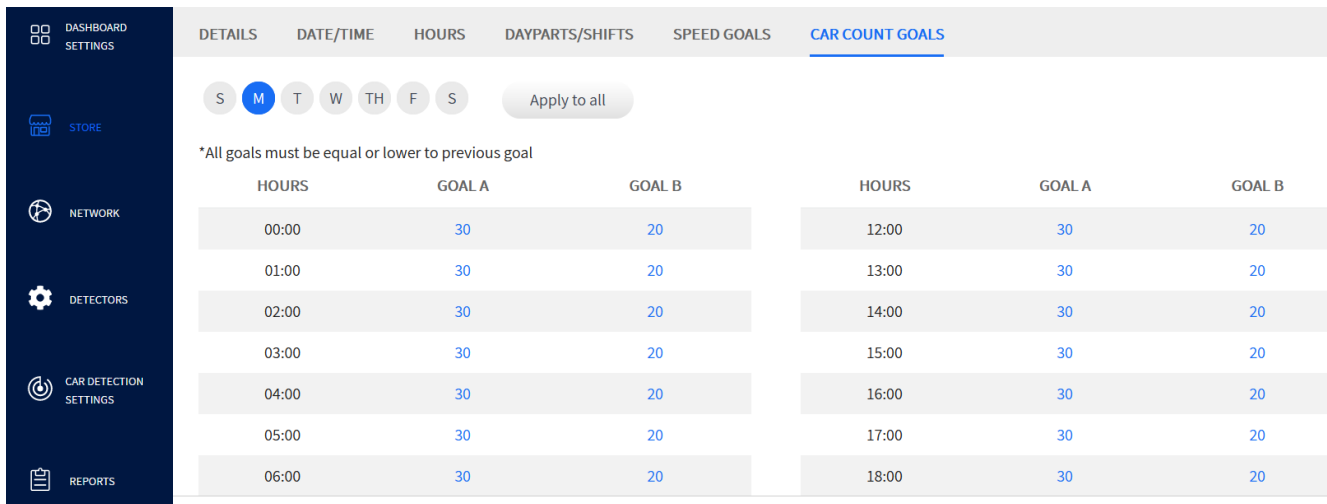 DASHBOARD
SETTINGS
STORE
NETWORK
DETECTORS
CAR DETECTION
SETTINGS
REPORTS
DETAILS DATE/TIME HOURS DAYPARTS/SHIFTS SPEED GOALS CAR COUNT GOALS
S M T W TH F S Apply to all
*All goals must be equal or lower to previous goal
HOURS GOAL A GOAL B HOURS GOAL A GOAL B
00:00 30 20 12:00 30 20
01:00 30 20 13:00 30 20
02:00 30 20 14:00 30 20
03:00 30 20 15:00 30 20
04:00 30 20 16:00 30 20
05:00 30 20 17:00 30 20
06:00 30 20 18:00 30 20